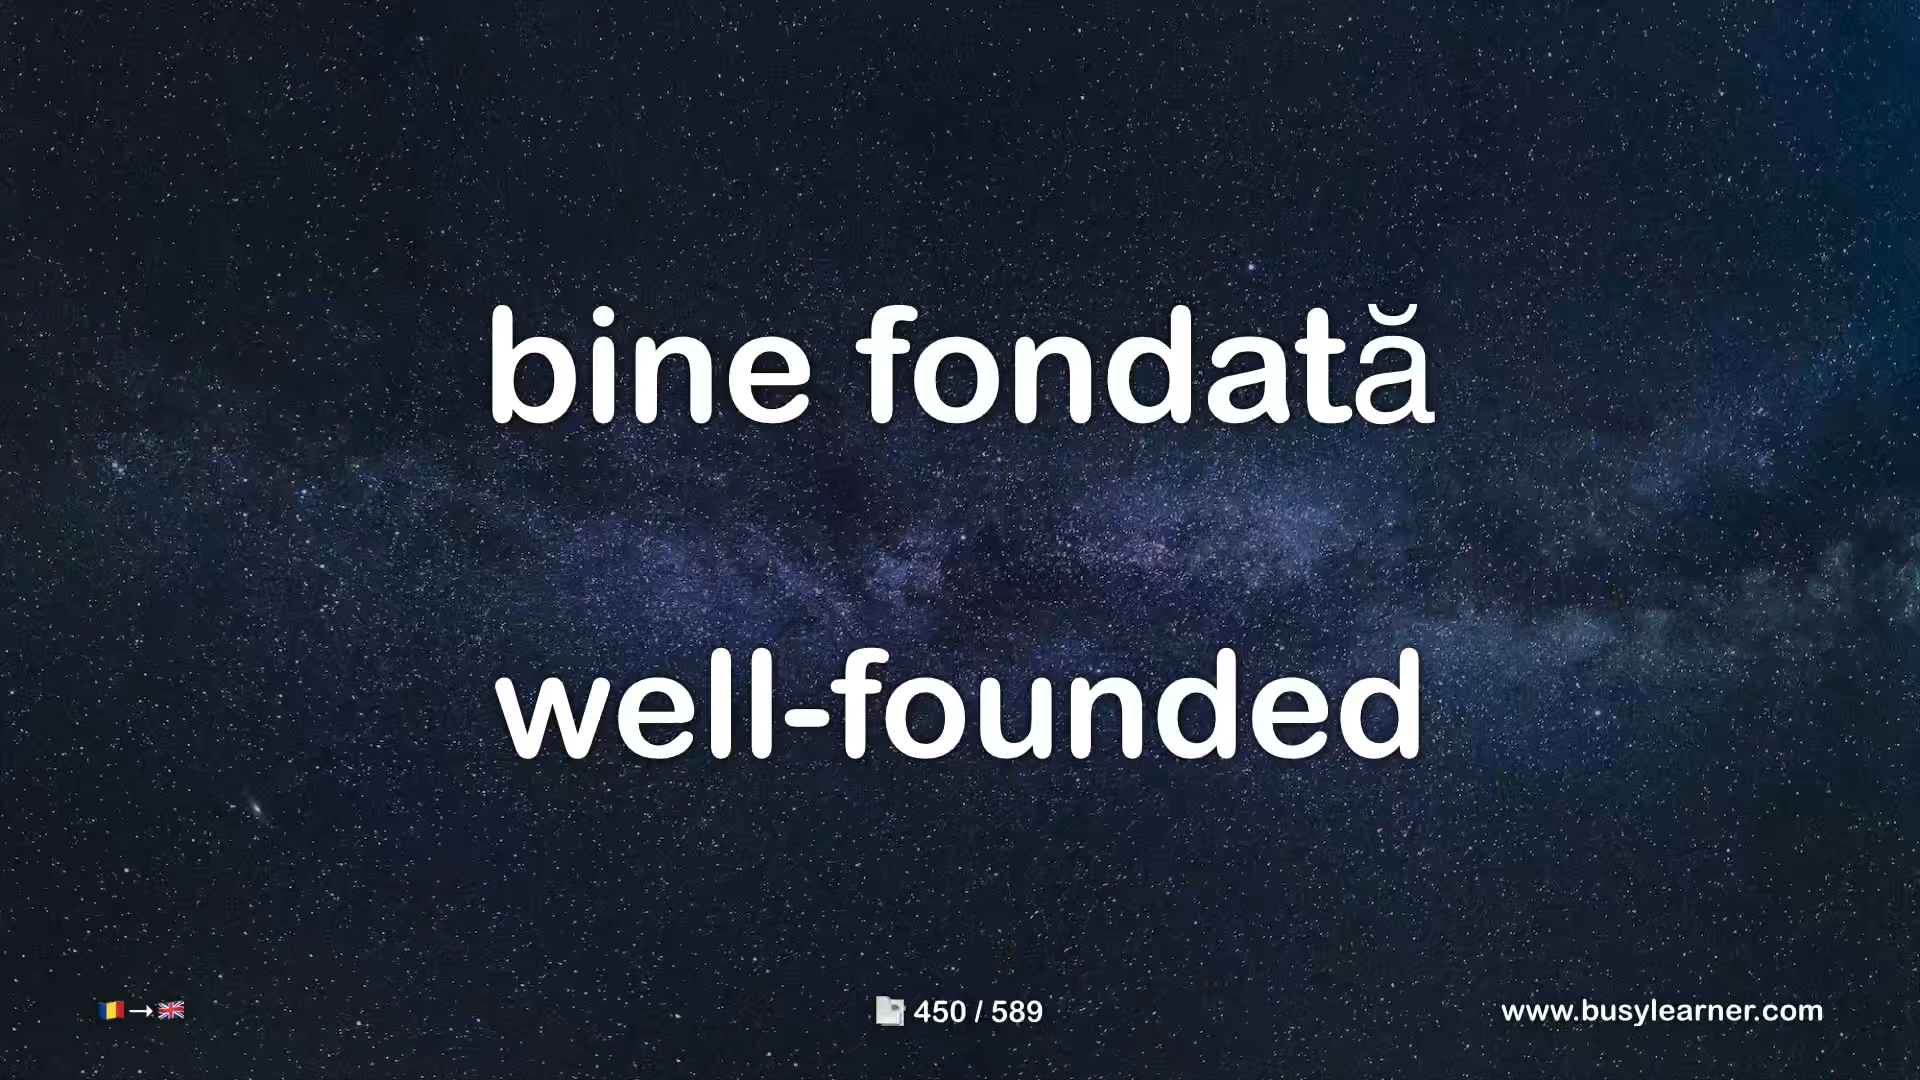 bine fondată
well-founded
🇷🇴→🇬🇧
450 / 589
www.busylearner.com